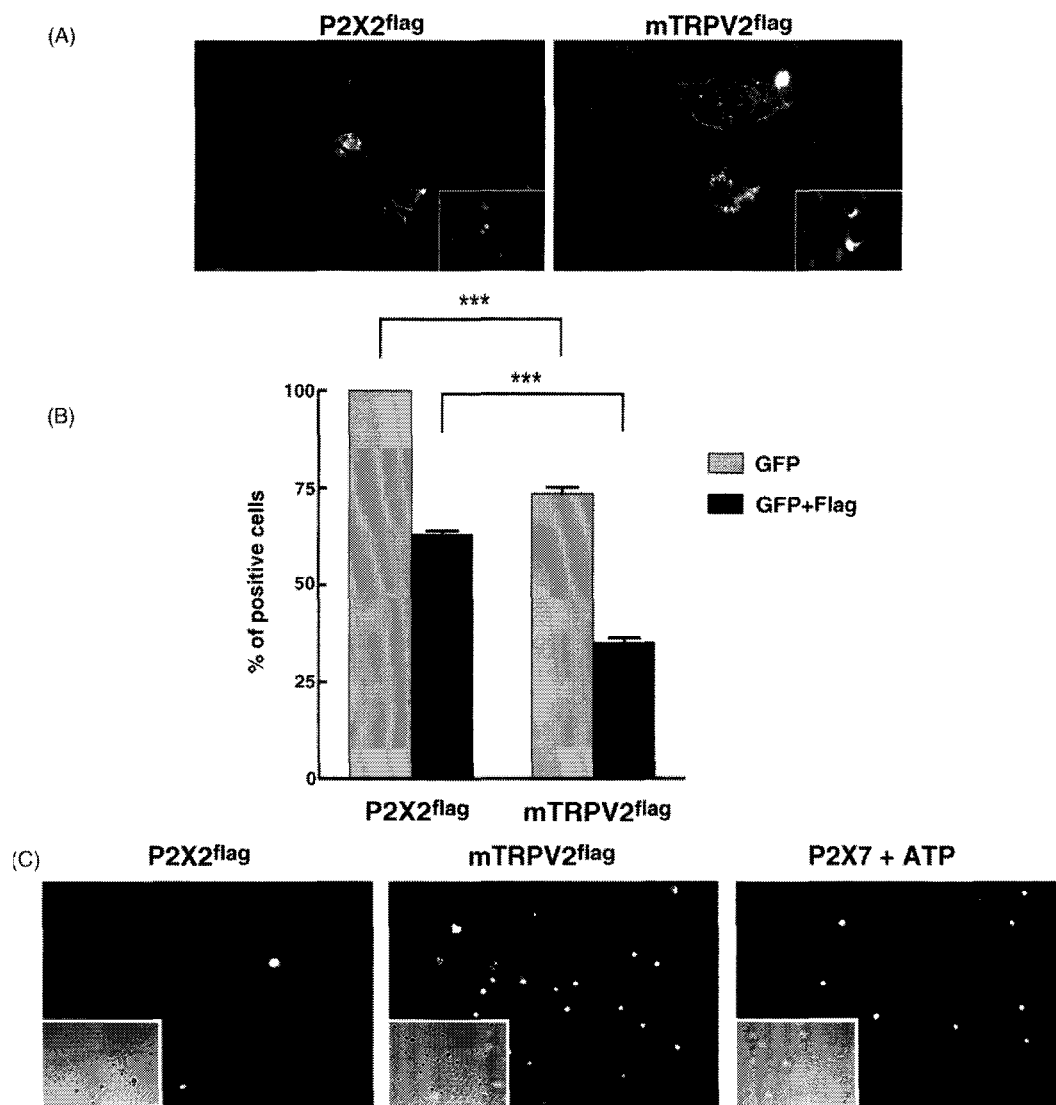 (A)
P2X2flag
mTRPV2flag
***
***
(B)
% of positive cells
100
75
50
25
0
GFP
GFP+Flag
P2X2flag
mTRPV2flag
(C)
P2X2flag
mTRPV2flag
P2X7 + ATP